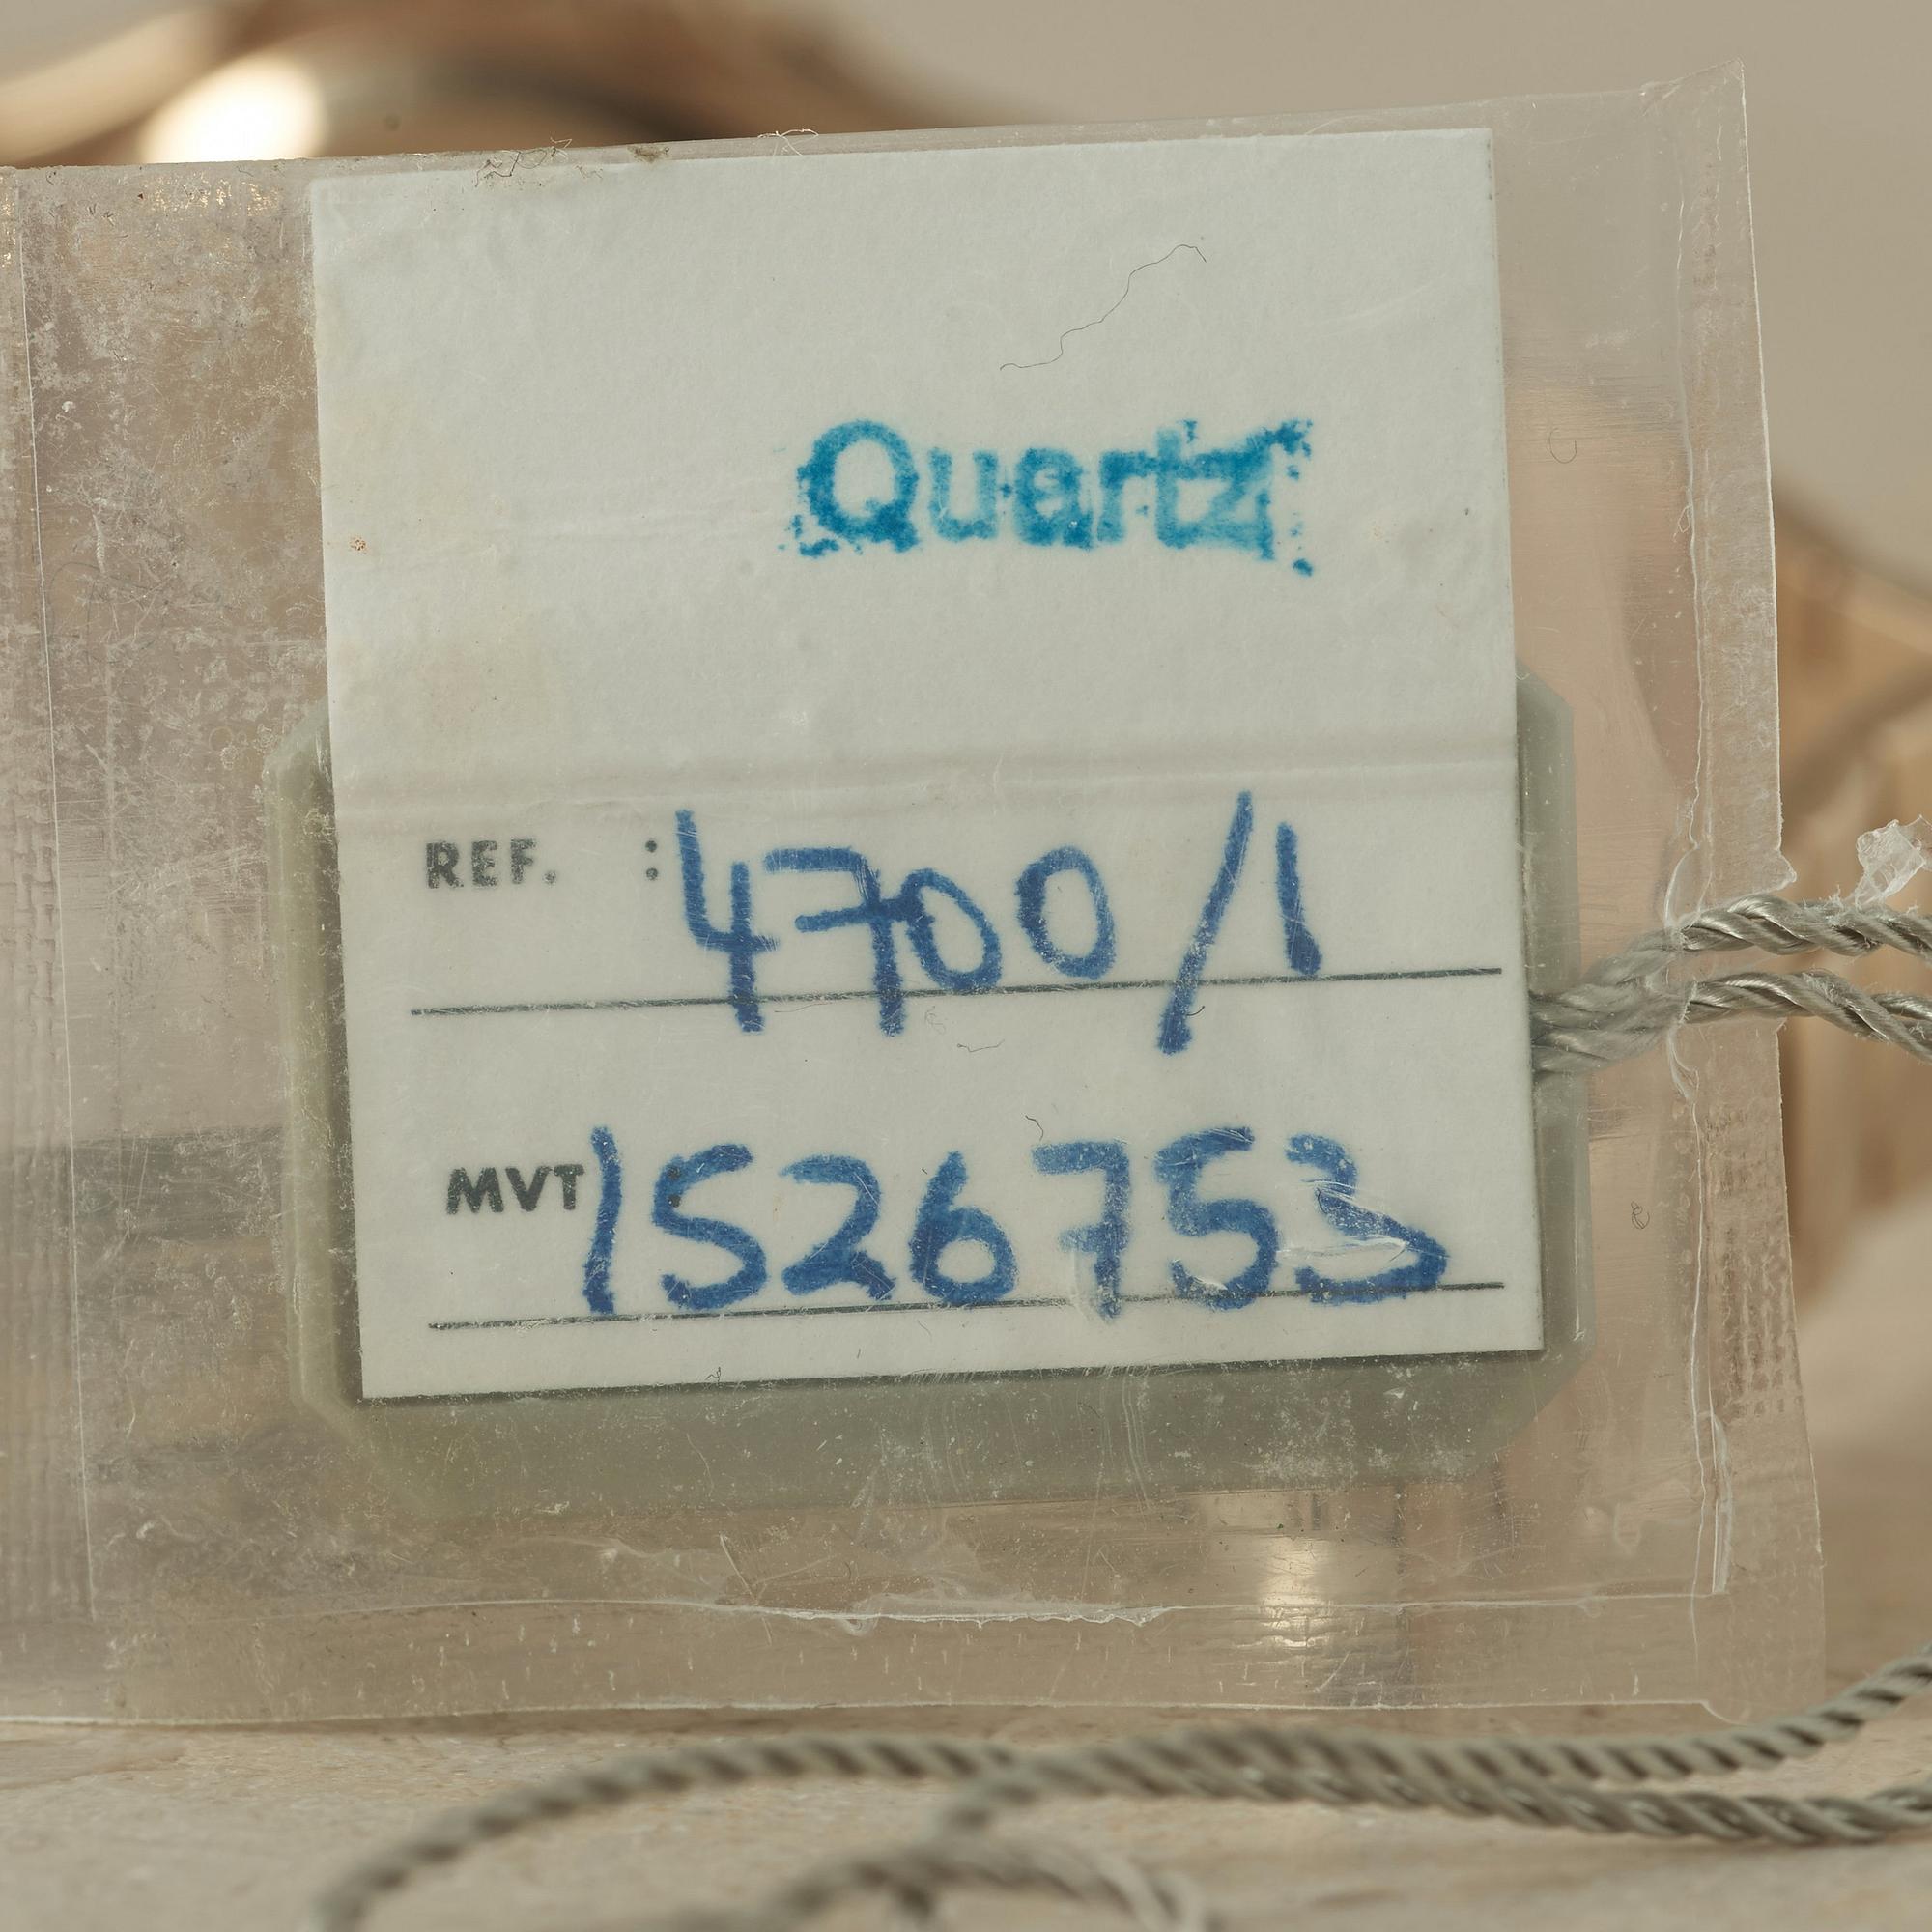 Quartz
REF. : 4700/1
MVT : 1526753